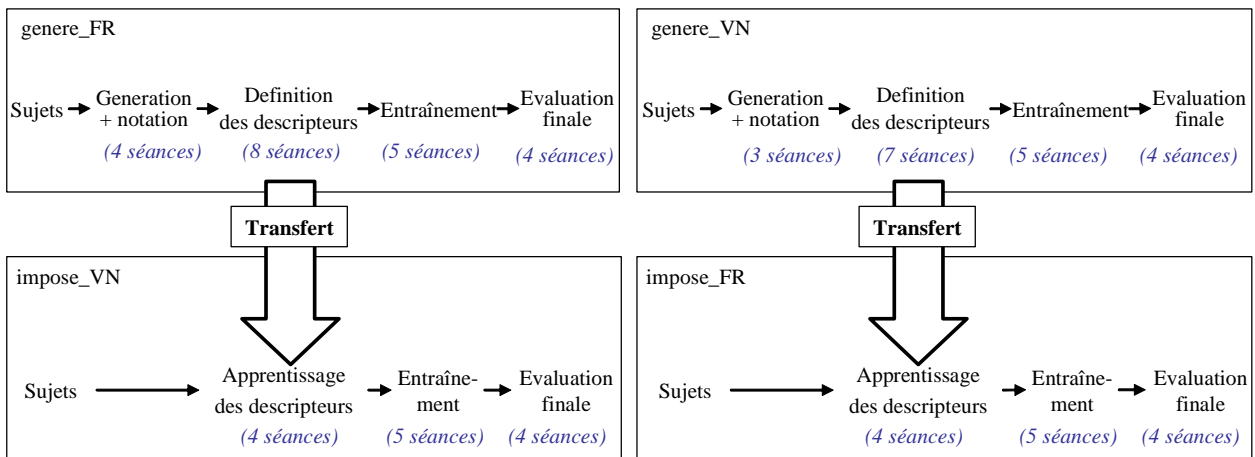 genere_FR
Sujets
Generation
+ notation
(4 séances)
Definition
des descripteurs
(8 séances)
Entraînement
(5 séances)
Evaluation
finale
(4 séances)
genere_VN
Sujets
Generation
+ notation
(3 séances)
Definition
des descripteurs
(7 séances)
Entraînement
(5 séances)
Evaluation
finale
(4 séances)
Transfert
Transfert
impose_VN
Sujets
Apprentissage
des descripteurs
(4 séances)
Entraîne-
ment
(5 séances)
Evaluation
finale
(4 séances)
impose_FR
Sujets
Apprentissage
des descripteurs
(4 séances)
Entraîne-
ment
(5 séances)
Evaluation
finale
(4 séances)